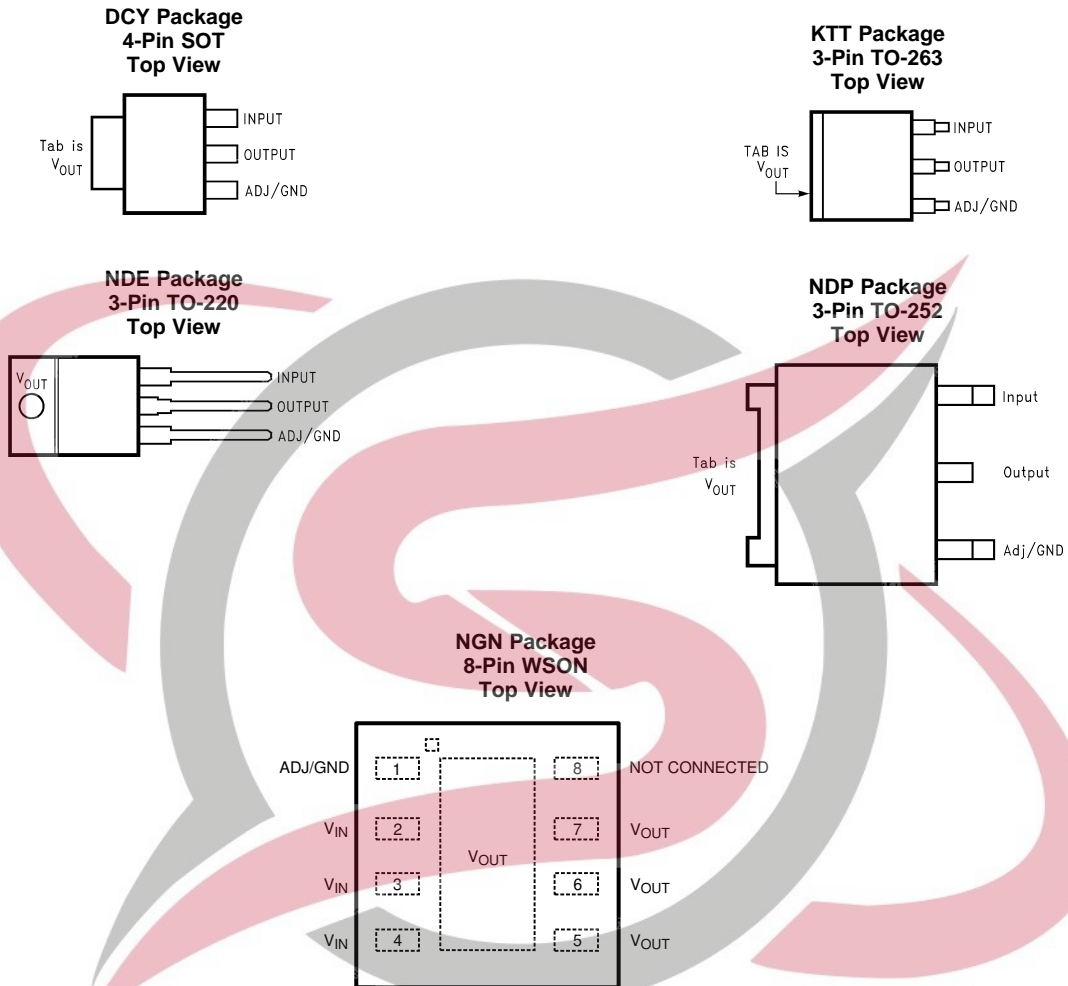 DCY Package
4-Pin SOT
Top View
Tab is
VOUT
INPUT
OUTPUT
ADJ/GND
KTT Package
3-Pin TO-263
Top View
TAB IS
VOUT
INPUT
OUTPUT
ADJ/GND
NDE Package
3-Pin TO-220
Top View
VOUT
INPUT
OUTPUT
ADJ/GND
NDP Package
3-Pin TO-252
Top View
Tab is
VOUT
Input
Output
Adj/GND
NGN Package
8-Pin WSON
Top View
ADJ/GND 1 8 NOT CONNECTED
VIN 2 7 VOUT
VOUT
VIN 3 6 VOUT
VIN 4 5 VOUT